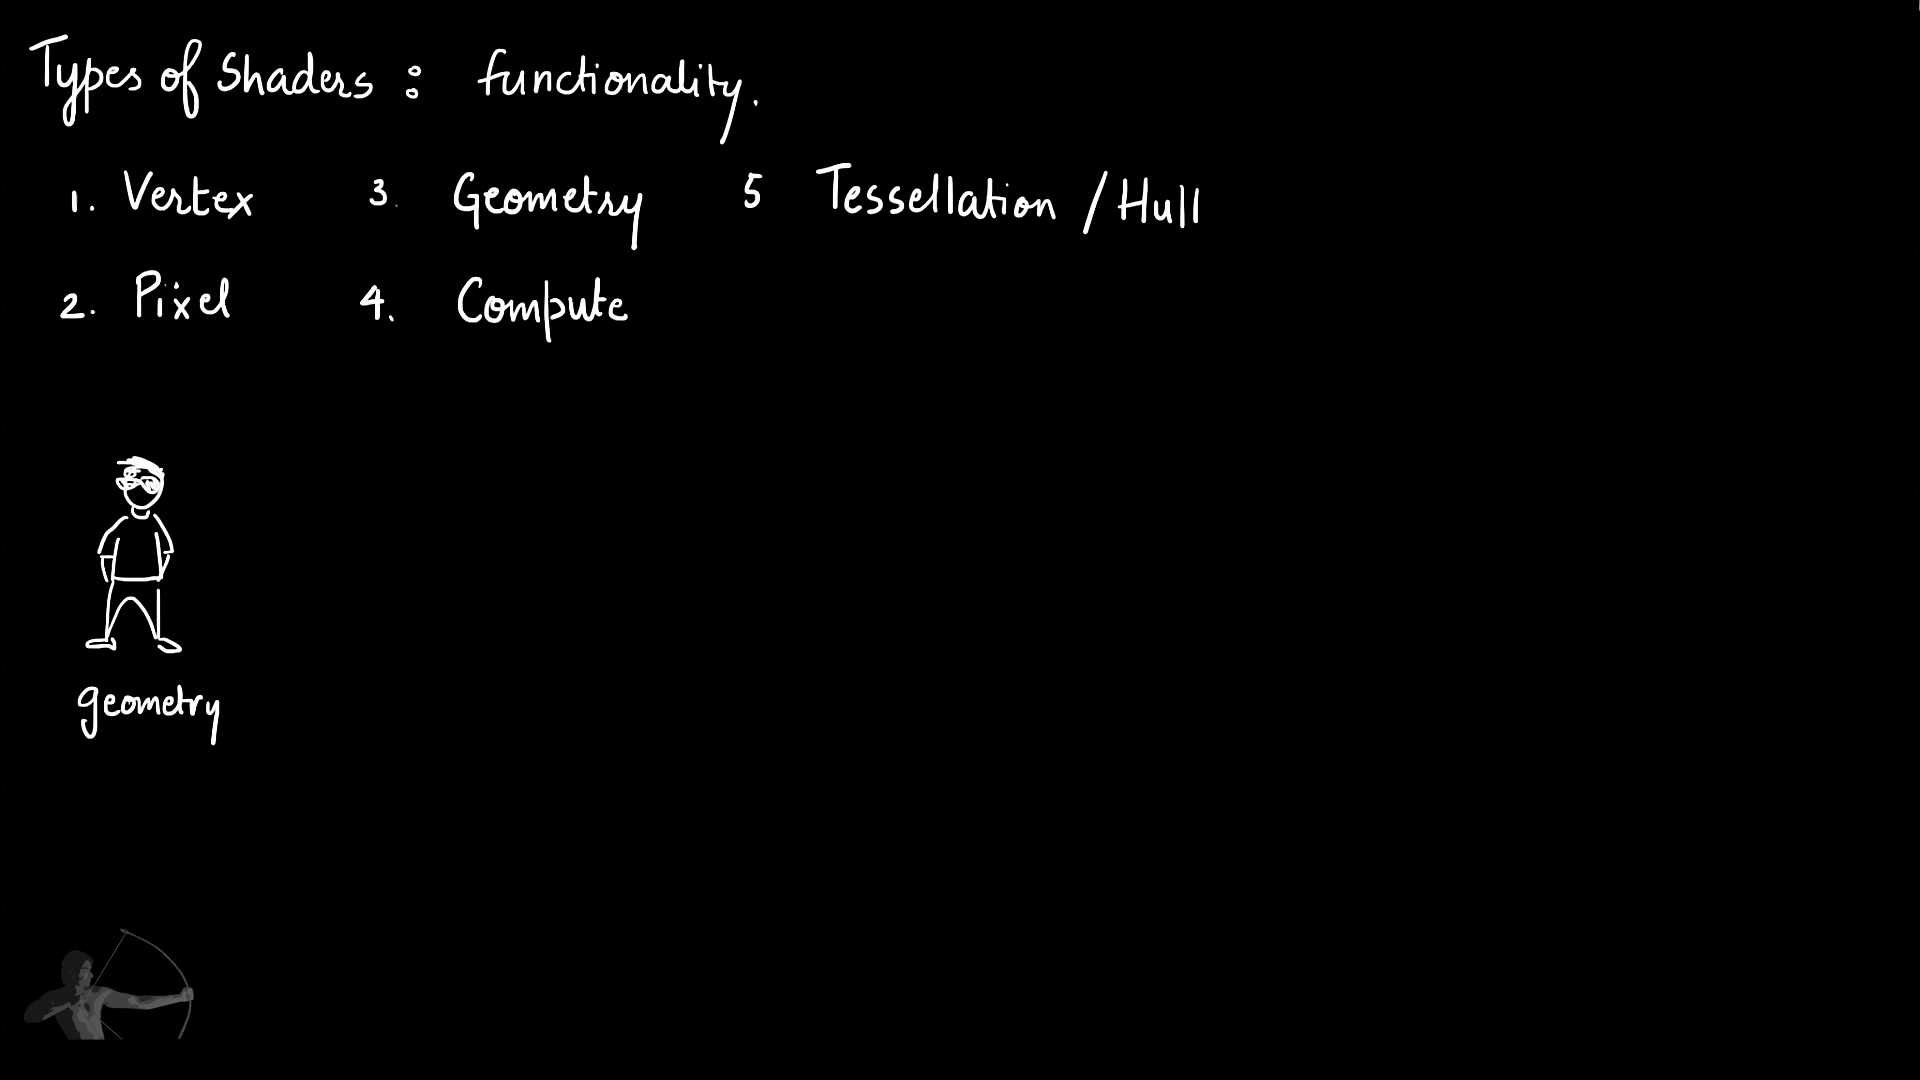 Types of Shaders : functionality.
1. Vertex 3. Geometry 5 Tessellation / Hull
2. Pixel 4. Compute
geometry